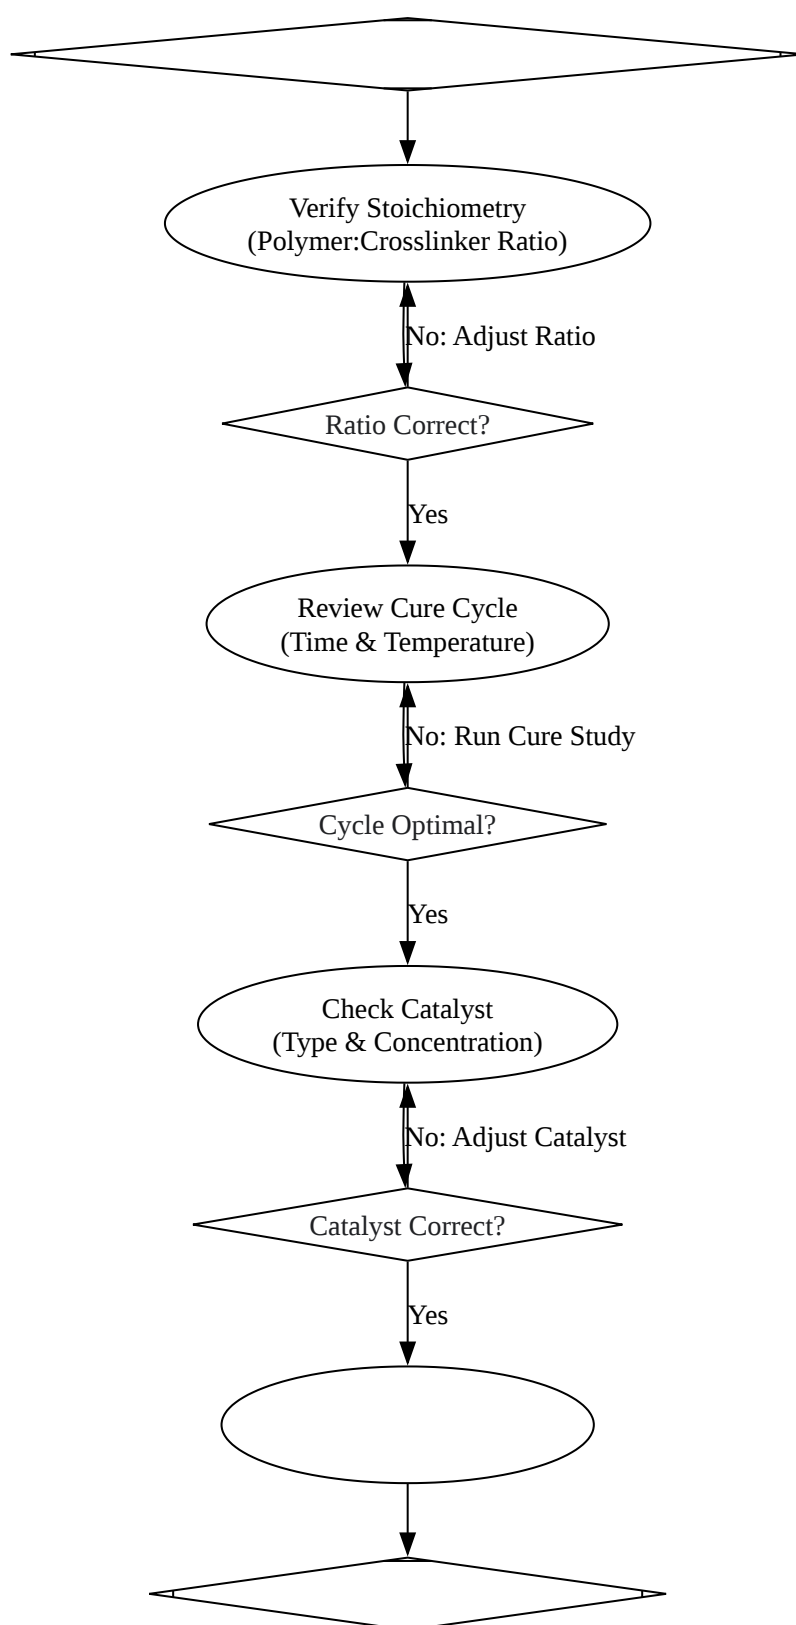 Verify Stoichiometry
(Polymer:Crosslinker Ratio)
No: Adjust Ratio
Ratio Correct?
Yes
Review Cure Cycle
(Time & Temperature)
No: Run Cure Study
Cycle Optimal?
Yes
Check Catalyst
(Type & Concentration)
No: Adjust Catalyst
Catalyst Correct?
Yes